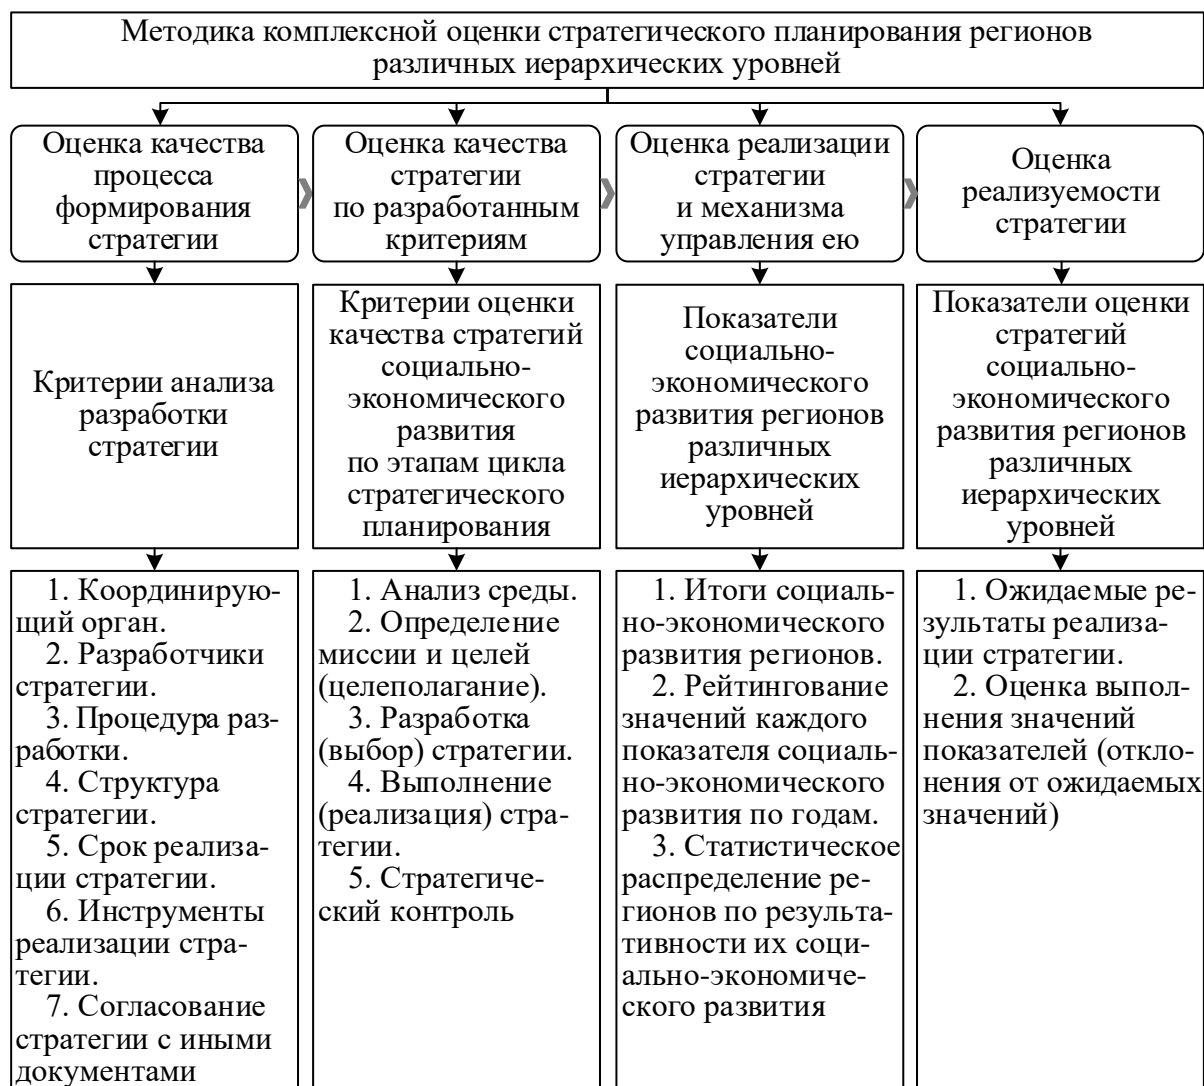 Методика комплексной оценки стратегического планирования регионов
различных иерархических уровней
Оценка качества
процесса
формирования
стратегии
Оценка качества
стратегии
по разработанным
критериям
Оценка реализации
стратегии
и механизма
управления ею
Оценка
реализуемости
стратегии
Критерии анализа
разработки
стратегии
Критерии оценки
качества стратегий
социально-
экономического
развития
по этапам цикла
стратегического
планирования
Показатели
социально-
экономического
развития регионов
различных
иерархических
уровней
Показатели оценки
стратегий
социально-
экономического
развития регионов
различных
иерархических
уровней
1. Координирую-
щий орган.
2. Разработчики
стратегии.
3. Процедура раз-
работки.
4. Структура
стратегии.
5. Срок реализа-
ции стратегии.
6. Инструменты
реализации стра-
тегии.
7. Согласование
стратегии с иными
документами
1. Анализ среды.
2. Определение
миссии и целей
(целеполагание).
3. Разработка
(выбор) стратегии.
4. Выполнение
(реализация) стра-
тегии.
5. Стратегиче-
ский контроль
1. Итоги социаль-
но-экономического
развития регионов.
2. Рейтингование
значений каждого
показателя социаль-
но-экономического
развития по годам.
3. Статистическое
распределение ре-
гионов по результа-
тивности их соци-
ально-экономиче-
ского развития
1. Ожидаемые ре-
зультаты реализа-
ции стратегии.
2. Оценка выпол-
нения значений
показателей (откло-
нения от ожидаемых
значений)